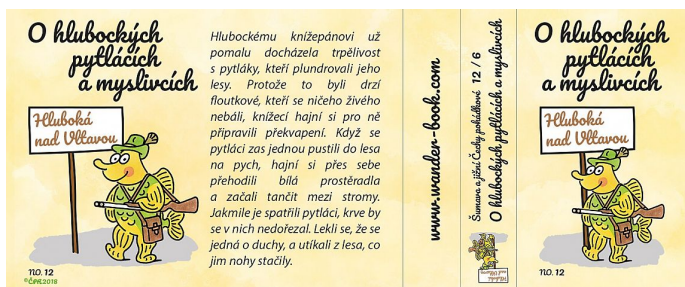 O hlubockých
pytlácích
a myslivcích
Hluboká
nad Vltavou
NO. 12
©ČPA2018
Hlubockému knížepánovi už
pomalu docházela trpělivost
s pytláky, kteří plundrovali jeho
lesy. Protože to byli drzí
floutkové, kteří se ničeho živého
nebáli, knížecí hajní si pro ně
připravili překvapení. Když se
pytláci zas jednou pustili do lesa
na pych, hajní si přes sebe
přehodili bílá prostěradla
a začali tančit mezi stromy.
Jakmile je spatřili pytláci, krve by
se v nich nedořezal. Lekli se, že se
jedná o duchy, a utíkali z lesa, co
jim nohy stačily.
www.wander-book.com
Šumava a jižní Čechy pohádkové 12 / 6
O hlubockých pytlácích a myslivcích
O hlubockých
pytlácích
a myslivcích
Hluboká
nad Vltavou
NO. 12